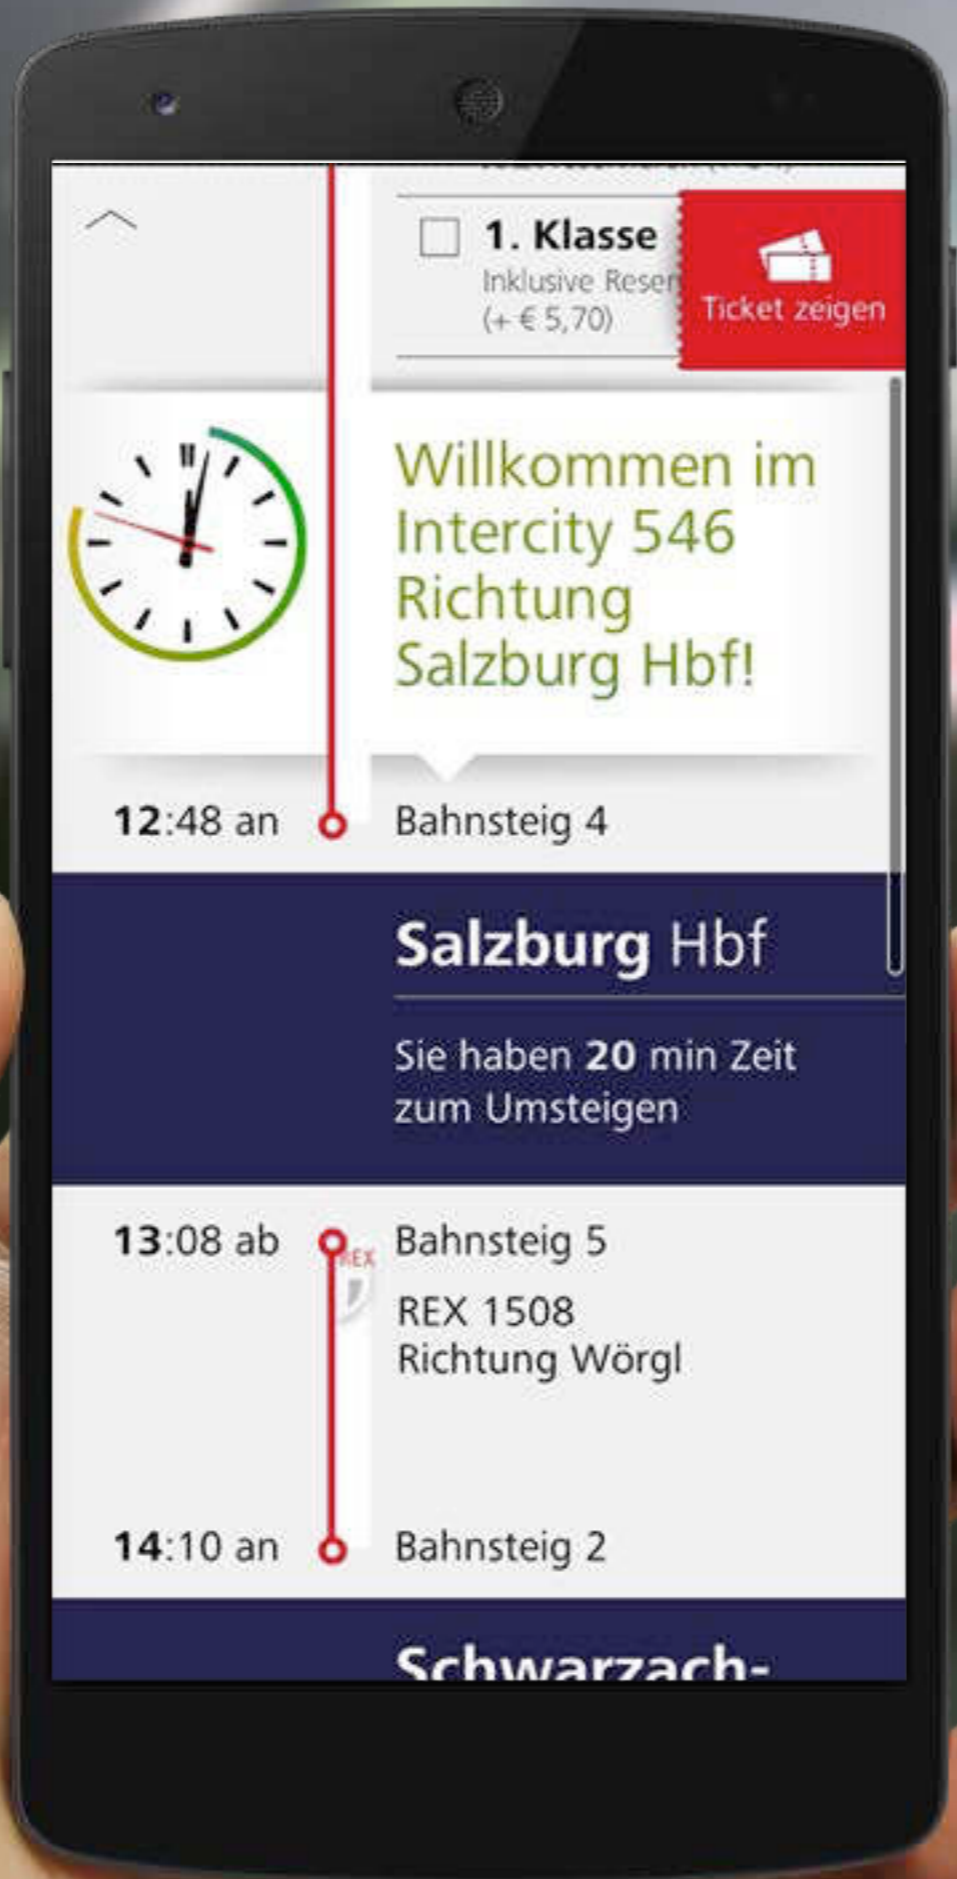 1. Klasse
Inklusive
(+ € 5,70)
Ticket zeigen
Willkommen im
Intercity 546
Richtung
Salzburg Hbf!
12:48 an
Bahnsteig 4
Salzburg Hbf
Sie haben 20 min Zeit
zum Umsteigen
13:08 ab
Bahnsteig 5
REX
REX 1508
Richtung Wörgl
14:10 an
Bahnsteig 2
Schwarzach-